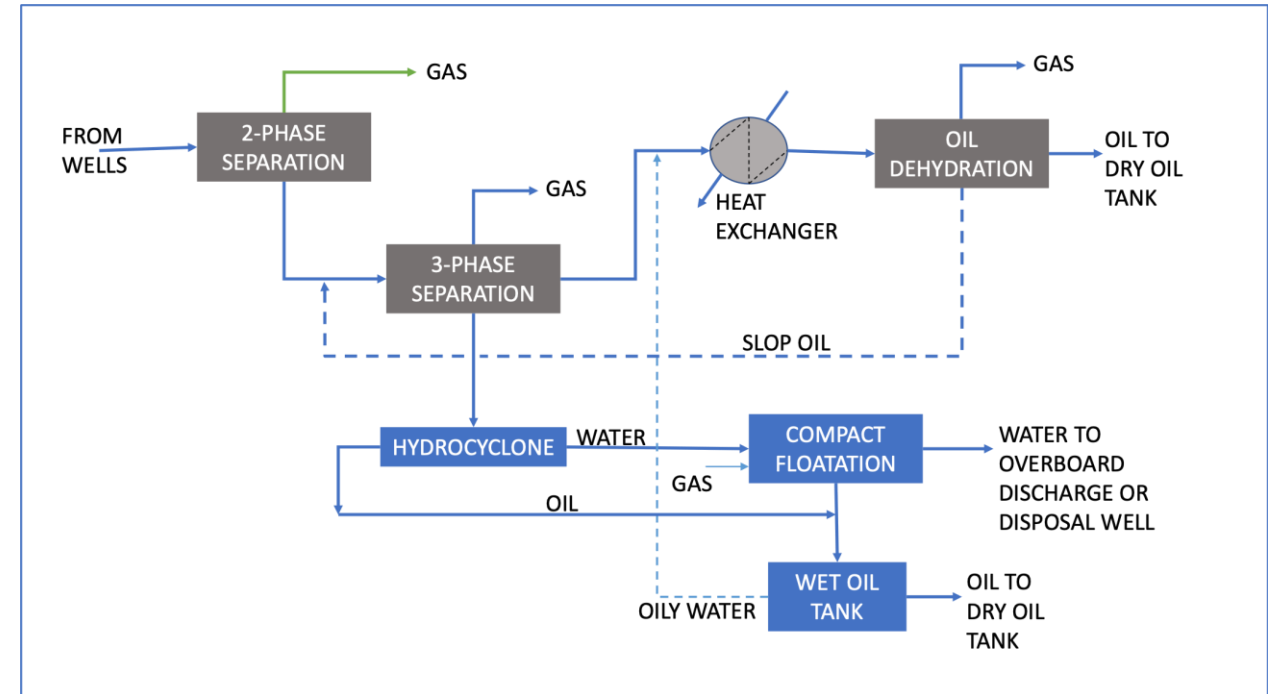 GAS
GAS
FROM
WELLS
2-PHASE
SEPARATION
OIL
DEHYDRATION
OIL TO
DRY OIL
TANK
GAS
HEAT
EXCHANGER
3-PHASE
SEPARATION
SLOP OIL
HYDROCYCLONE
WATER
COMPACT
FLOATATION
WATER TO
OVERBOARD
DISCHARGE OR
DISPOSAL WELL
GAS
OIL
WET OIL
TANK
OIL TO
DRY OIL
TANK
OILY WATER